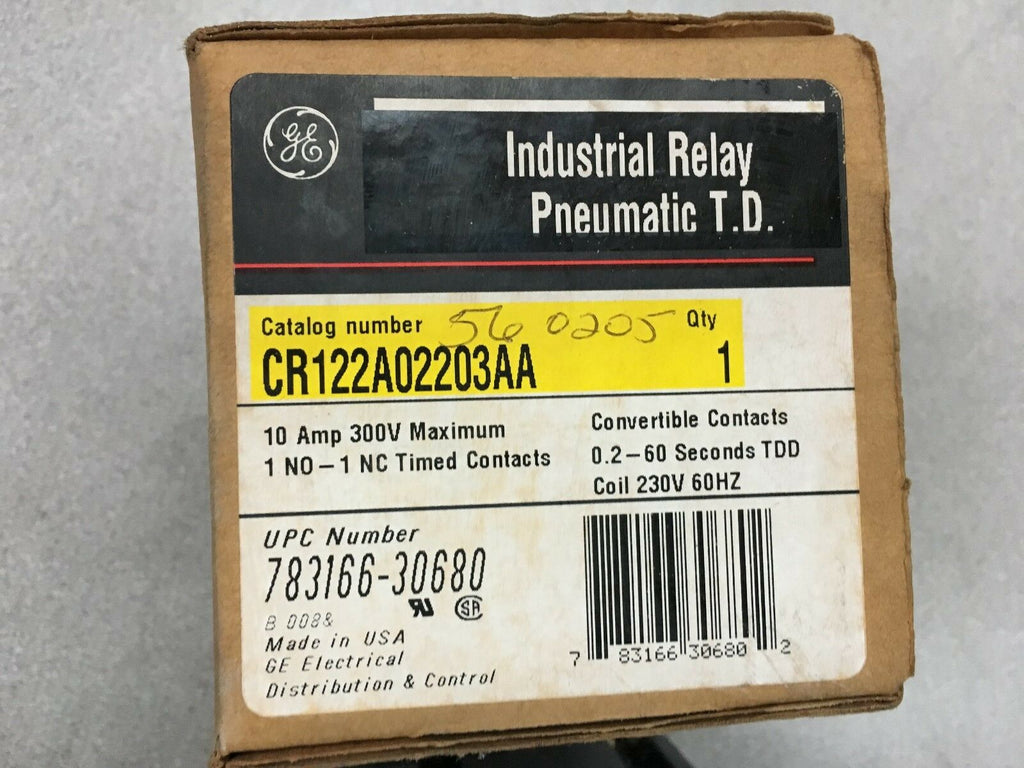 GE
Industrial Relay
Pneumatic T.D.
Catalog number 56 0205 Qty
CR122A02203AA 1
10 Amp 300V Maximum
1 NO–1 NC Timed Contacts
Convertible Contacts
0.2–60 Seconds TDD
Coil 230V 60HZ
UPC Number
783166-30680
UR SA
B 008&
Made in USA
GE Electrical
Distribution & Control
7 83166 30680 2